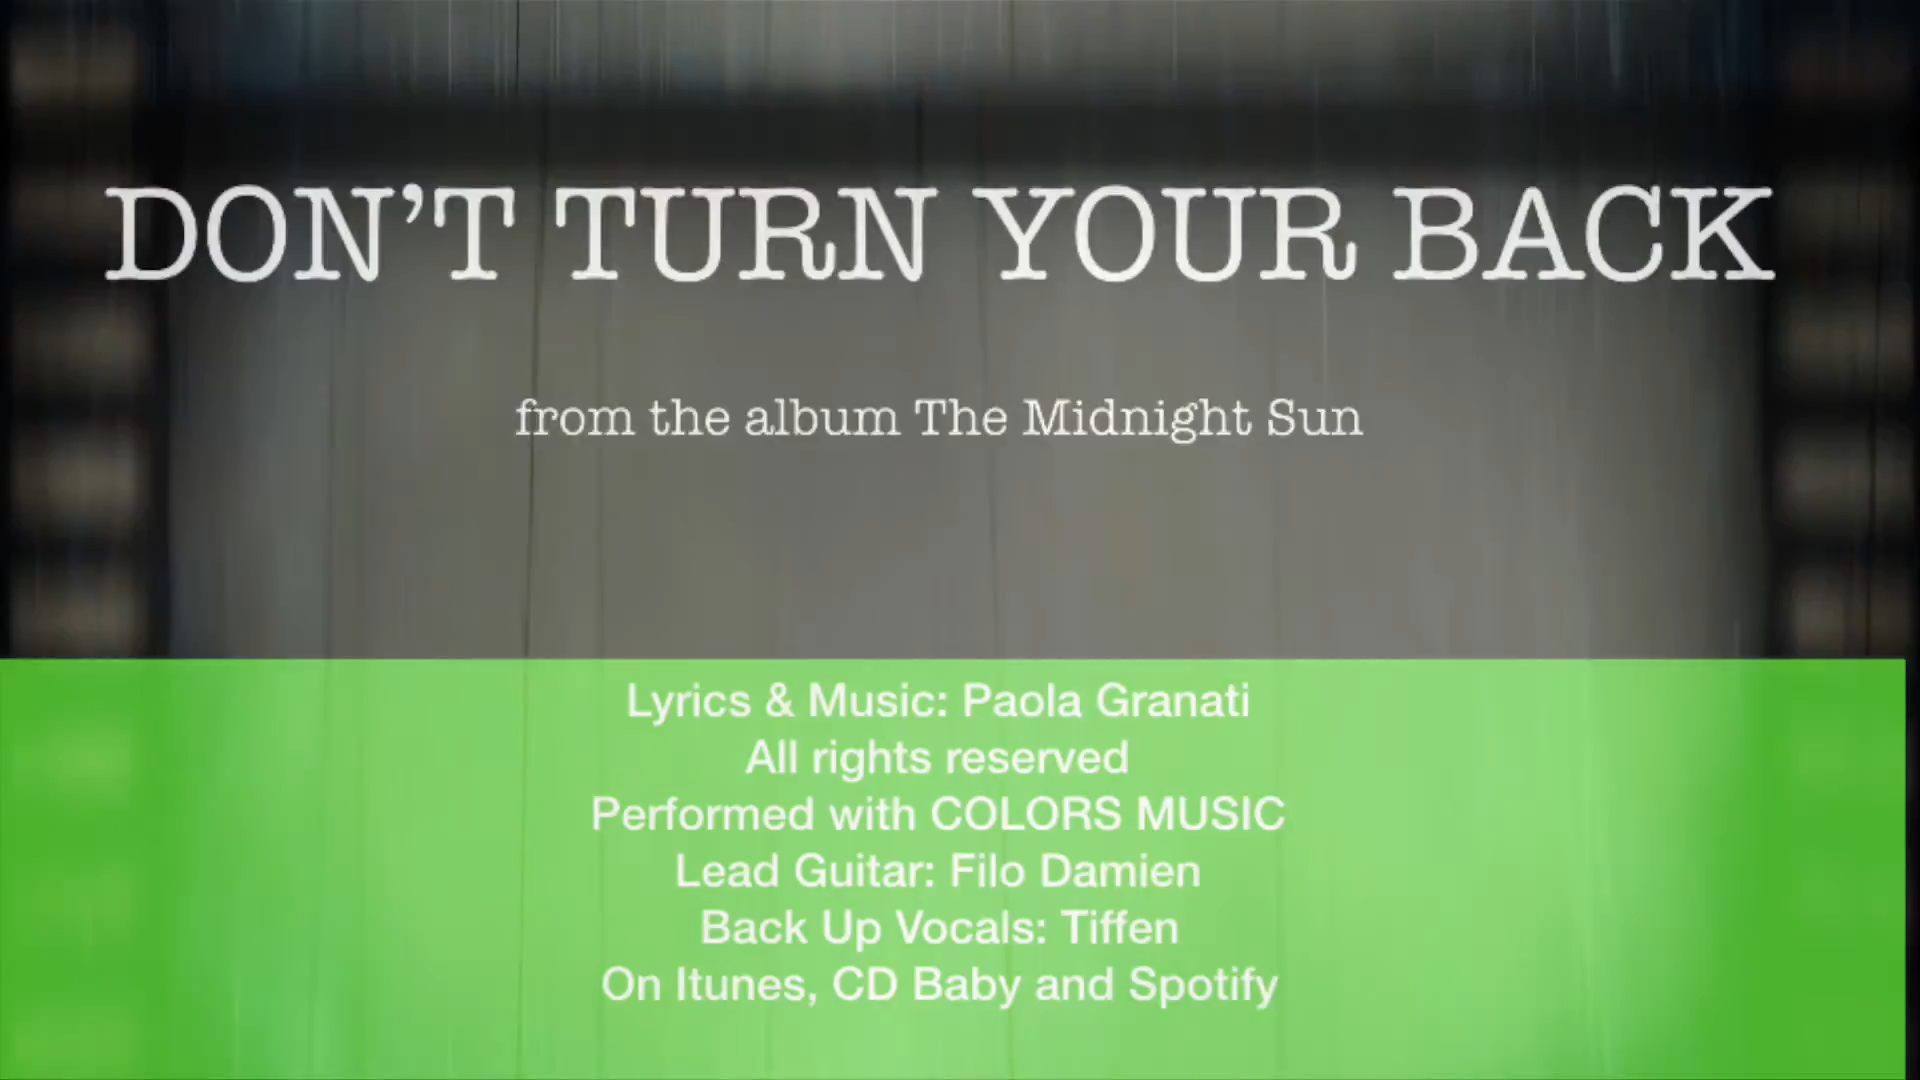 DON’T TURN YOUR BACK
from the album The Midnight Sun
Lyrics & Music: Paola Granati
All rights reserved
Performed with COLORS MUSIC
Lead Guitar: Filo Damien
Back Up Vocals: Tiffen
On Itunes, CD Baby and Spotify